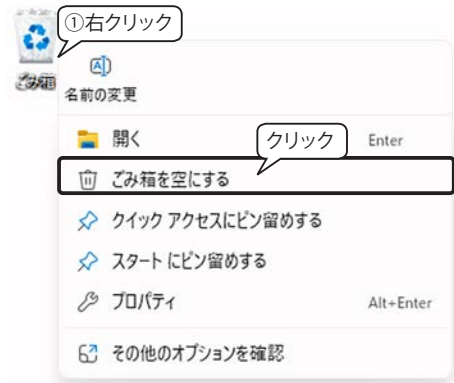 ①右クリック
ごみ箱
名前の変更
開く
クリック
Enter
ごみ箱を空にする
クイック アクセスにピン留めする
スタート にピン留めする
プロパティ
Alt+Enter
その他のオプションを確認